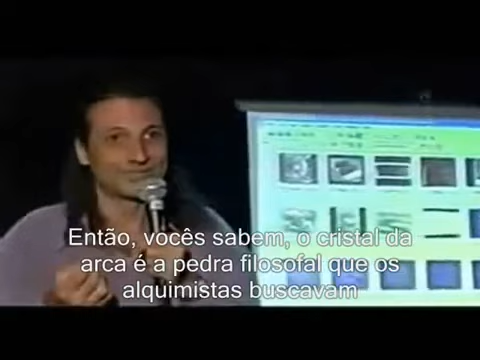 Então, vocês sabem, o cristal da
arca é a pedra filosofal que os
alquimistas buscavam